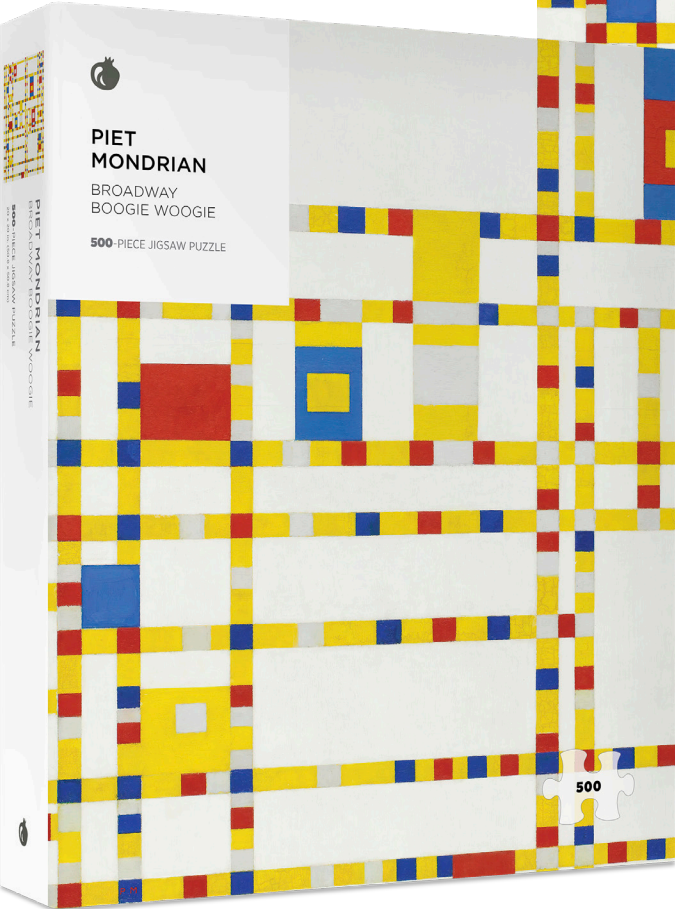 PIET
MONDRIAN
BROADWAY
BOOGIE WOOGIE
500-PIECE JIGSAW PUZZLE
PIET MONDRIAN
BROADWAY BOOGIE WOOGIE
500-PIECE JIGSAW PUZZLE
500